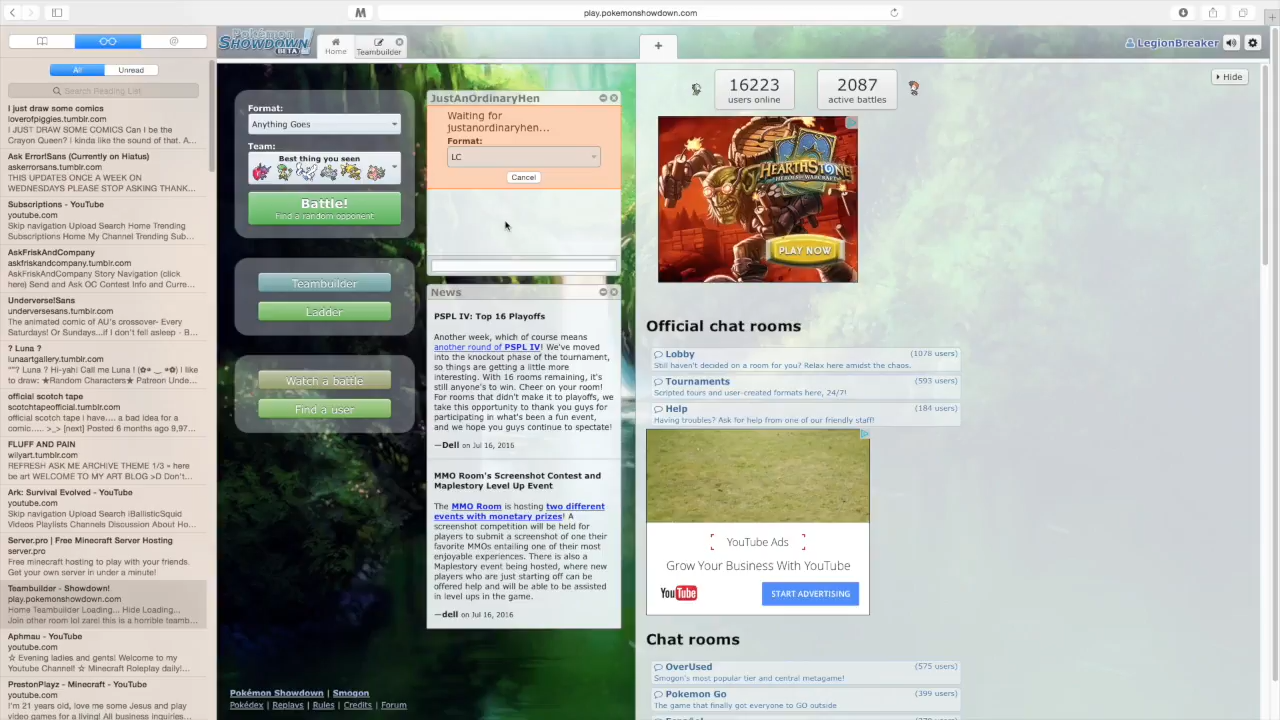 play.pokemonshowdown.com
All
Unread
Search Reading List
I just draw some comics
loverofpiggies.tumblr.com
I JUST DRAW SOME COMICS Can I be the
Crayon Queen? I kinda like the sound of that. A...
Ask Error!Sans (Currently on Hiatus)
askerrorsans.tumblr.com
THIS UPDATES ONCE A WEEK ON
WEDNESDAYS PLEASE STOP ASKING THANK...
Subscriptions - YouTube
youtube.com
Skip navigation Upload Search Home Trending
Subscriptions Home My Channel Trending Sub...
AskFriskAndCompany
askfriskandcompany.tumblr.com
AskFriskAndCompany Story Navigation (click
here) Send and Ask OC Contest Info and Curre...
Underverse!Sans
underversesans.tumblr.com
The animated comic of AU's crossover- Every
Saturdays! Or Sundays...if I don't fell asleep - B...
? Luna ?
lunaartgallery.tumblr.com
Luna ? Hi-yah! Call me Luna !
to draw: ★Random Characters★ Patreon Unde...
official scotch tape
scotchtapeofficial.tumblr.com
official scotch tape i have.... a bad idea for a
comic..... >_> [next] Posted 6 months ago 9,97...
FLUFF AND PAIN
wilyart.tumblr.com
REFRESH ASK ME ARCHIVE THEME 1/3 » here
be art WELCOME TO MY ART BLOG >D Don't...
Ark: Survival Evolved - YouTube
youtube.com
Skip navigation Upload Search iBallisticSquid
Videos Playlists Channels Discussion About Ho...
Server.pro | Free Minecraft Server Hosting
server.pro
Free minecraft hosting to play with your friends.
Get your own server in under a minute!
Teambuilder - Showdown!
play.pokemonshowdown.com
Home Teambuilder Loading... Hide Loading...
Join other room lol zarel this is a horrible teamb...
Aphmau - YouTube
youtube.com
☆ Evening ladies and gents! Welcome to my
Youtube Channel! ☆ Minecraft Roleplay daily!...
PrestonPlayz - Minecraft - YouTube
youtube.com
I'm 21 years old, love me some Jesus and play
video games for a living! All business inquiries...
Pokémon
SHOWDOWN!
BETA
Home
Teambuilder
+
LegionBreaker
Format:
Anything Goes
Team:
Best thing you seen
Battle!
Find a random opponent
Teambuilder
Ladder
Watch a battle
Find a user
Pokémon Showdown | Smogon
Pokédex | Replays | Rules | Credits | Forum
JustAnOrdinaryHen
Waiting for
justanordinaryhen...
Format:
LC
Cancel
News
PSPL IV: Top 16 Playoffs
Another week, which of course means
another round of PSPL IV! We've moved
into the knockout phase of the tournament,
so things are getting a little more
interesting. With 16 rooms remaining, it's
still anyone's to win. Cheer on your room!
For rooms that didn't make it to playoffs, we
take this opportunity to thank you guys for
participating in what's been a fun event,
and we hope you guys continue to spectate!
—Dell on Jul 16, 2016
MMO Room's Screenshot Contest and
Maplestory Level Up Event
The MMO Room is hosting two different
events with monetary prizes! A
screenshot competition will be held for
players to submit a screenshot of one their
favorite MMOs entailing one of their most
enjoyable experiences. There is also a
Maplestory event being hosted, where new
players who are just starting off can be
offered help and will be able to be assisted
in level ups in the game.
—dell on Jul 16, 2016
16223
users online
2087
active battles
Hide
HEARTHSTONE
HEROES OF WARCRAFT
PLAY NOW
Official chat rooms
Lobby (1078 users)
Still haven't decided on a room for you? Relax here amidst the chaos.
Tournaments (593 users)
Scripted tours and user-created formats here, 24/7!
Help (184 users)
Having troubles? Ask for help from one of our friendly staff!
YouTube Ads
Grow Your Business With YouTube
YouTube
START ADVERTISING
Chat rooms
OverUsed (575 users)
Smogon's most popular tier and central metagame!
Pokemon Go (399 users)
The game that finally got everyone to GO outside